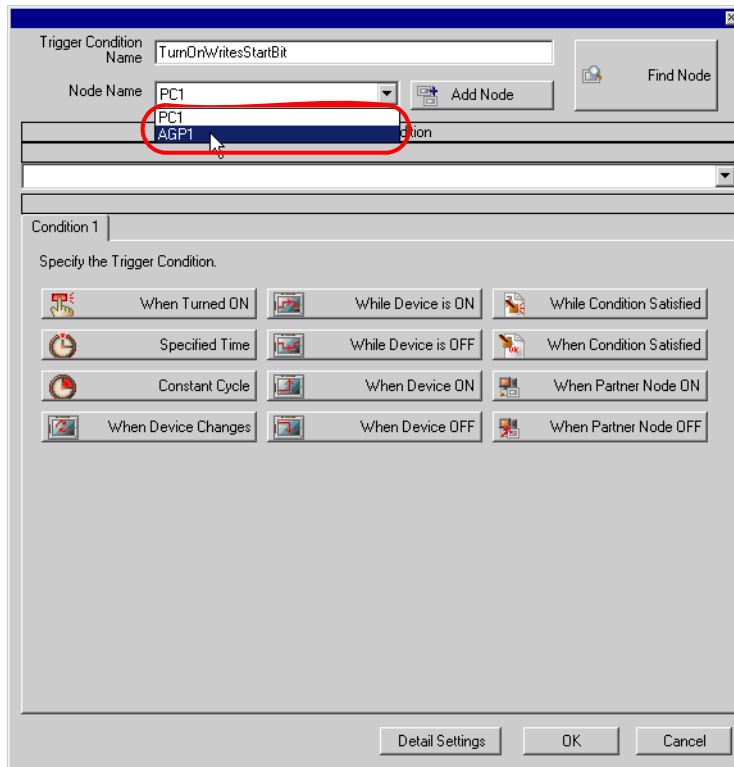 Trigger Condition
Name
TurnOnWritesStartBit
Find Node
Node Name
PC1
Add Node
PC1
AGP1
Condition 1
Specify the Trigger Condition.
When Turned ON
While Device is ON
While Condition Satisfied
Specified Time
While Device is OFF
When Condition Satisfied
Constant Cycle
When Device ON
When Partner Node ON
When Device Changes
When Device OFF
When Partner Node OFF
Detail Settings
OK
Cancel